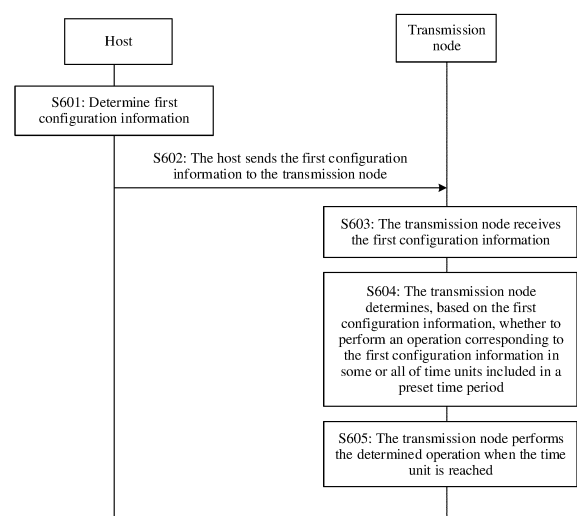 Host
Transmission
node
S601: Determine first
configuration information
S602: The host sends the first configuration
information to the transmission node
S603: The transmission node receives
the first configuration information
S604: The transmission node
determines, based on the first
configuration information, whether to
perform an operation corresponding to
the first configuration information in
some or all of time units included in a
preset time period
S605: The transmission node performs
the determined operation when the time
unit is reached